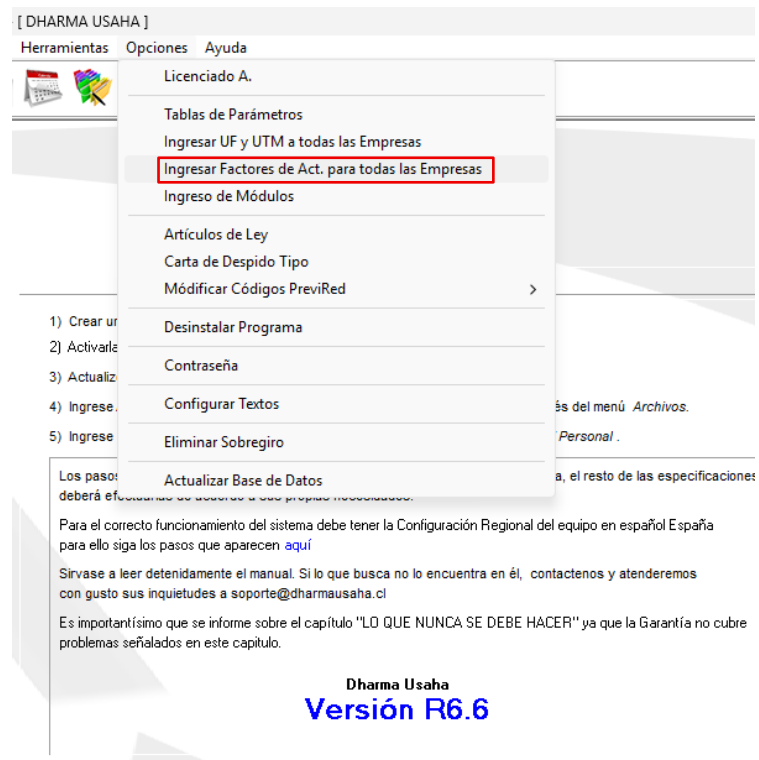 [ DHARMA USAHA ]
Herramientas Opciones Ayuda
Licenciado A.
Tablas de Parámetros
Ingresar UF y UTM a todas las Empresas
Ingresar Factores de Act. para todas las Empresas
Ingreso de Módulos
Artículos de Ley
Carta de Despido Tipo
Módificar Códigos PreviRed
Desinstalar Programa
Contraseña
Configurar Textos
Eliminar Sobregiro
Actualizar Base de Datos
1) Crear un
2) Activarla
3) Actualiz
4) Ingrese és del menú Archivos.
5) Ingrese Personal .
Los pasos a, el resto de las especificaciones
deberá
Para el correcto funcionamiento del sistema debe tener la Configuración Regional del equipo en español España
para ello siga los pasos que aparecen aquí
Sirvase a leer detenidamente el manual. Si lo que busca no lo encuentra en él, contactenos y atenderemos
con gusto sus inquietudes a soporte@dharmausaha.cl
Es importantísimo que se informe sobre el capítulo "LO QUE NUNCA SE DEBE HACER" ya que la Garantía no cubre
problemas señalados en este capitulo.
Dharma Usaha
Versión R6.6